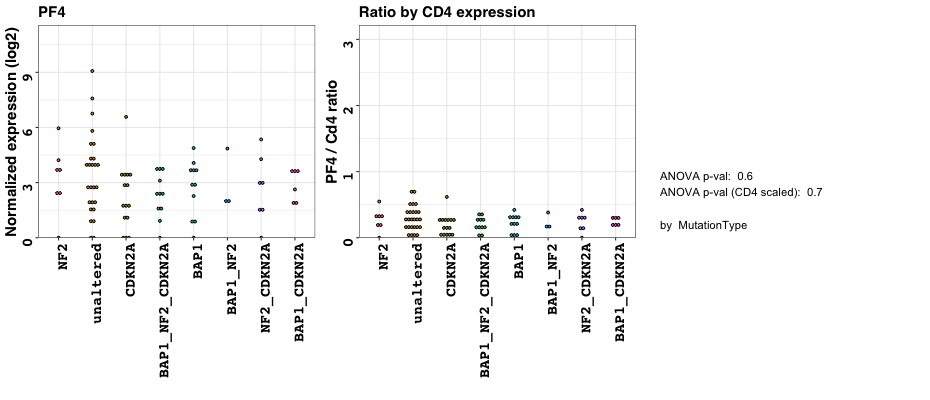 PF4
Normalized expression (log2)
0
3
6
9
NF2
unaltered
CDKN2A
BAP1_NF2_CDKN2A
BAP1
BAP1_NF2
NF2_CDKN2A
BAP1_CDKN2A
Ratio by CD4 expression
PF4 / Cd4 ratio
0
1
2
3
NF2
unaltered
CDKN2A
BAP1_NF2_CDKN2A
BAP1
BAP1_NF2
NF2_CDKN2A
BAP1_CDKN2A
ANOVA p-val: 0.6
ANOVA p-val (CD4 scaled): 0.7
by MutationType